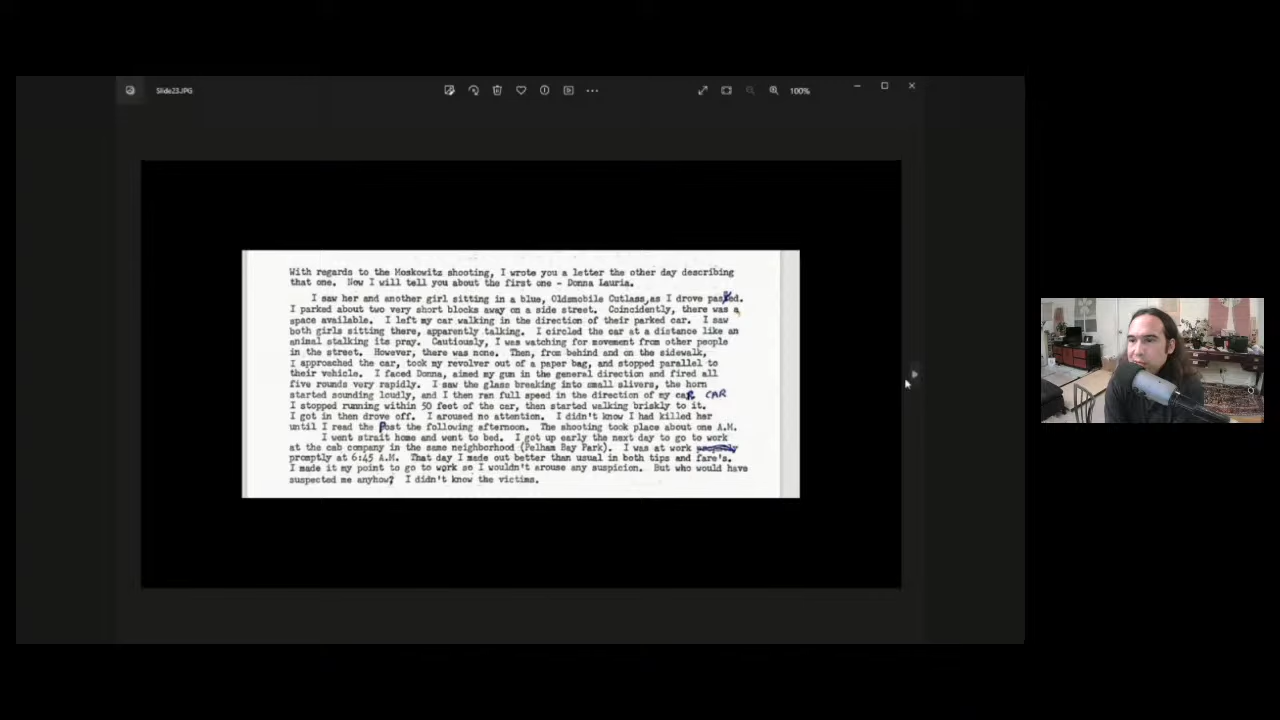 Slide23.JPG
100%
With regards to the Moskowitz shooting, I wrote you a letter the other day describing
that one. Now I will tell you about the first one - Donna Lauria.
I saw her and another girl sitting in a blue, Oldsmobile Cutlass,as I drove passed.
I parked about two very short blocks away on a side street. Coincidently, there was a
space available. I left my car walking in the direction of their parked car. I saw
both girls sitting there, apparently talking. I circled the car at a distance like an
animal stalking its pray. Cautiously, I was watching for movement from other people
in the street. However, there was none. Then, from behind and on the sidewalk,
I approached the car, took my revolver out of a paper bag, and stopped parallel to
their vehicle. I faced Donna, aimed my gun in the general direction and fired all
five rounds very rapidly. I saw the glass breaking into small slivers, the horn
started sounding loudly, and I then ran full speed in the direction of my car CAR
I stopped running within 50 feet of the car, then started walking briskly to it.
I got in then drove off. I aroused no attention. I didn't know I had killed her
until I read the Post the following afternoon. The shooting took place about one A.M.
I went strait home and went to bed. I got up early the next day to go to work
at the cab company in the same neighborhood (Pelham Bay Park). I was at work
promptly at 6:45 A.M. That day I made out better than usual in both tips and fare's.
I made it my point to go to work so I wouldn't arouse any suspicion. But who would have
suspected me anyhow? I didn't know the victims.